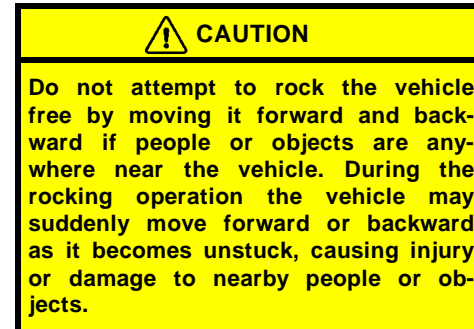 CAUTION
Do not attempt to rock the vehicle
free by moving it forward and back-
ward if people or objects are any-
where near the vehicle. During the
rocking operation the vehicle may
suddenly move forward or backward
as it becomes unstuck, causing injury
or damage to nearby people or ob-
jects.